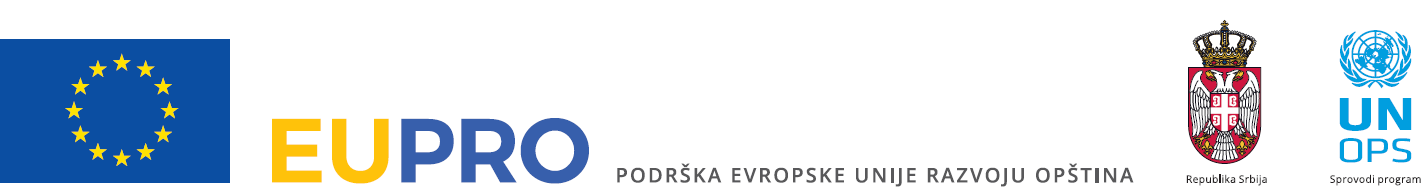 EUPRO
PODRŠKA EVROPSKE UNIJE RAZVOJU OPŠTINA
Republika Srbija
UN
OPS
Sprovodi program